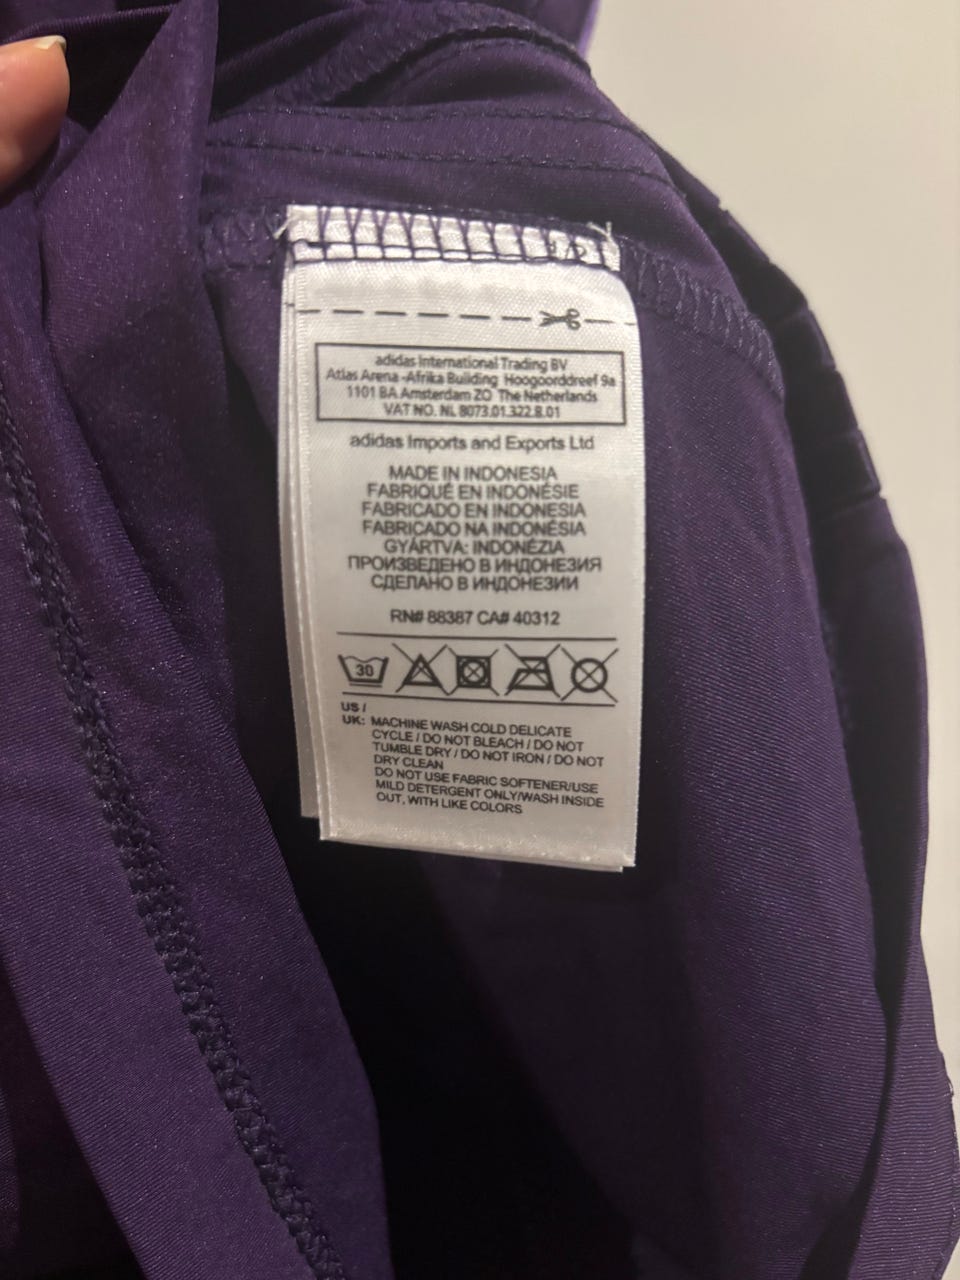 adidas International Trading BV
Atlas Arena -Afrika Building Hoogoorddreef 9a
1101 BA Amsterdam ZO The Netherlands
VAT NO. NL 8073.01.322.B.01
adidas Imports and Exports Ltd
MADE IN INDONESIA
FABRIQUÉ EN INDONÉSIE
FABRICADO EN INDONESIA
FABRICADO NA INDONÉSIA
GYÁRTVA: INDONÉZIA
ПРОИЗВЕДЕНО В ИНДОНЕЗИЯ
СДЕЛАНО В ИНДОНЕЗИИ
RN# 88387 CA# 40312
30
US /
UK: MACHINE WASH COLD DELICATE
CYCLE / DO NOT BLEACH / DO NOT
TUMBLE DRY / DO NOT IRON / DO NOT
DRY CLEAN
DO NOT USE FABRIC SOFTENER/USE
MILD DETERGENT ONLY/WASH INSIDE
OUT, WITH LIKE COLORS